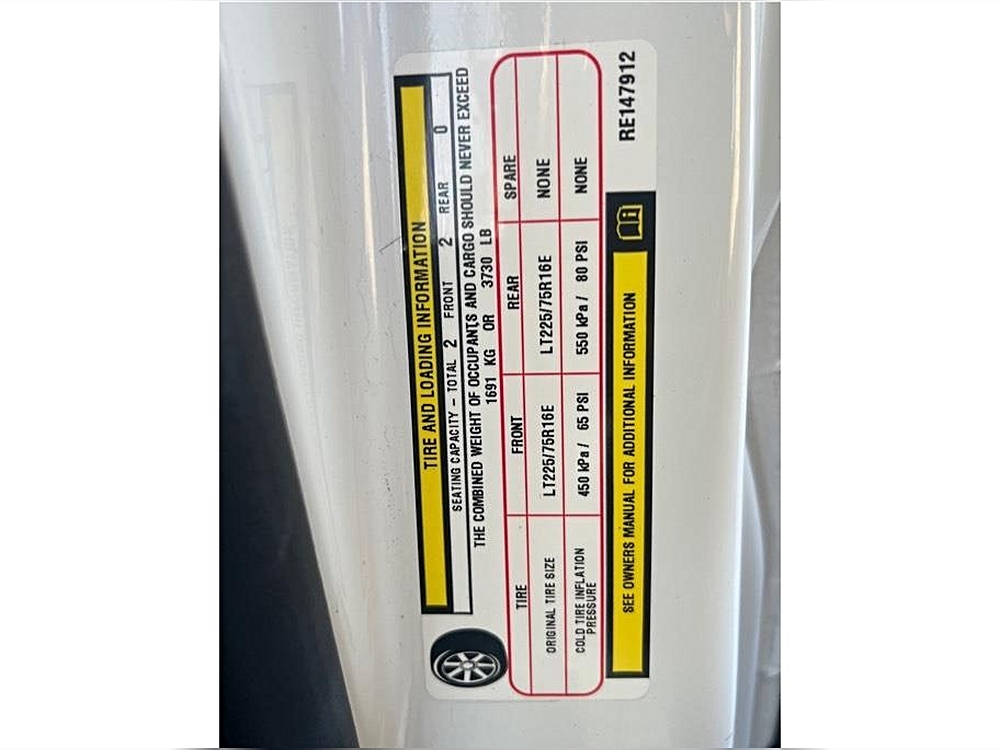 TIRE AND LOADING INFORMATION
SEATING CAPACITY – TOTAL 2 FRONT 2 REAR 0
THE COMBINED WEIGHT OF OCCUPANTS AND CARGO SHOULD NEVER EXCEED
1691 KG OR 3730 LB
TIRE FRONT REAR SPARE
ORIGINAL TIRE SIZE LT225/75R16E LT225/75R16E NONE
COLD TIRE INFLATION PRESSURE 450 kPa / 65 PSI 550 kPa / 80 PSI NONE
SEE OWNERS MANUAL FOR ADDITIONAL INFORMATION
RE147912